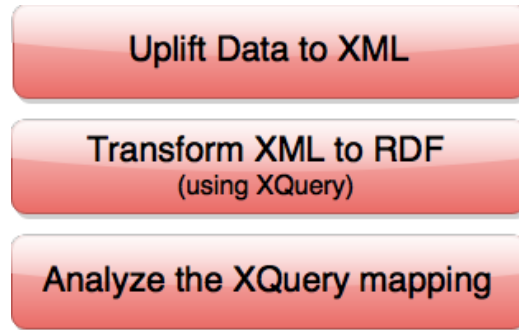 Uplift Data to XML
Transform XML to RDF
(using XQuery)
Analyze the XQuery mapping